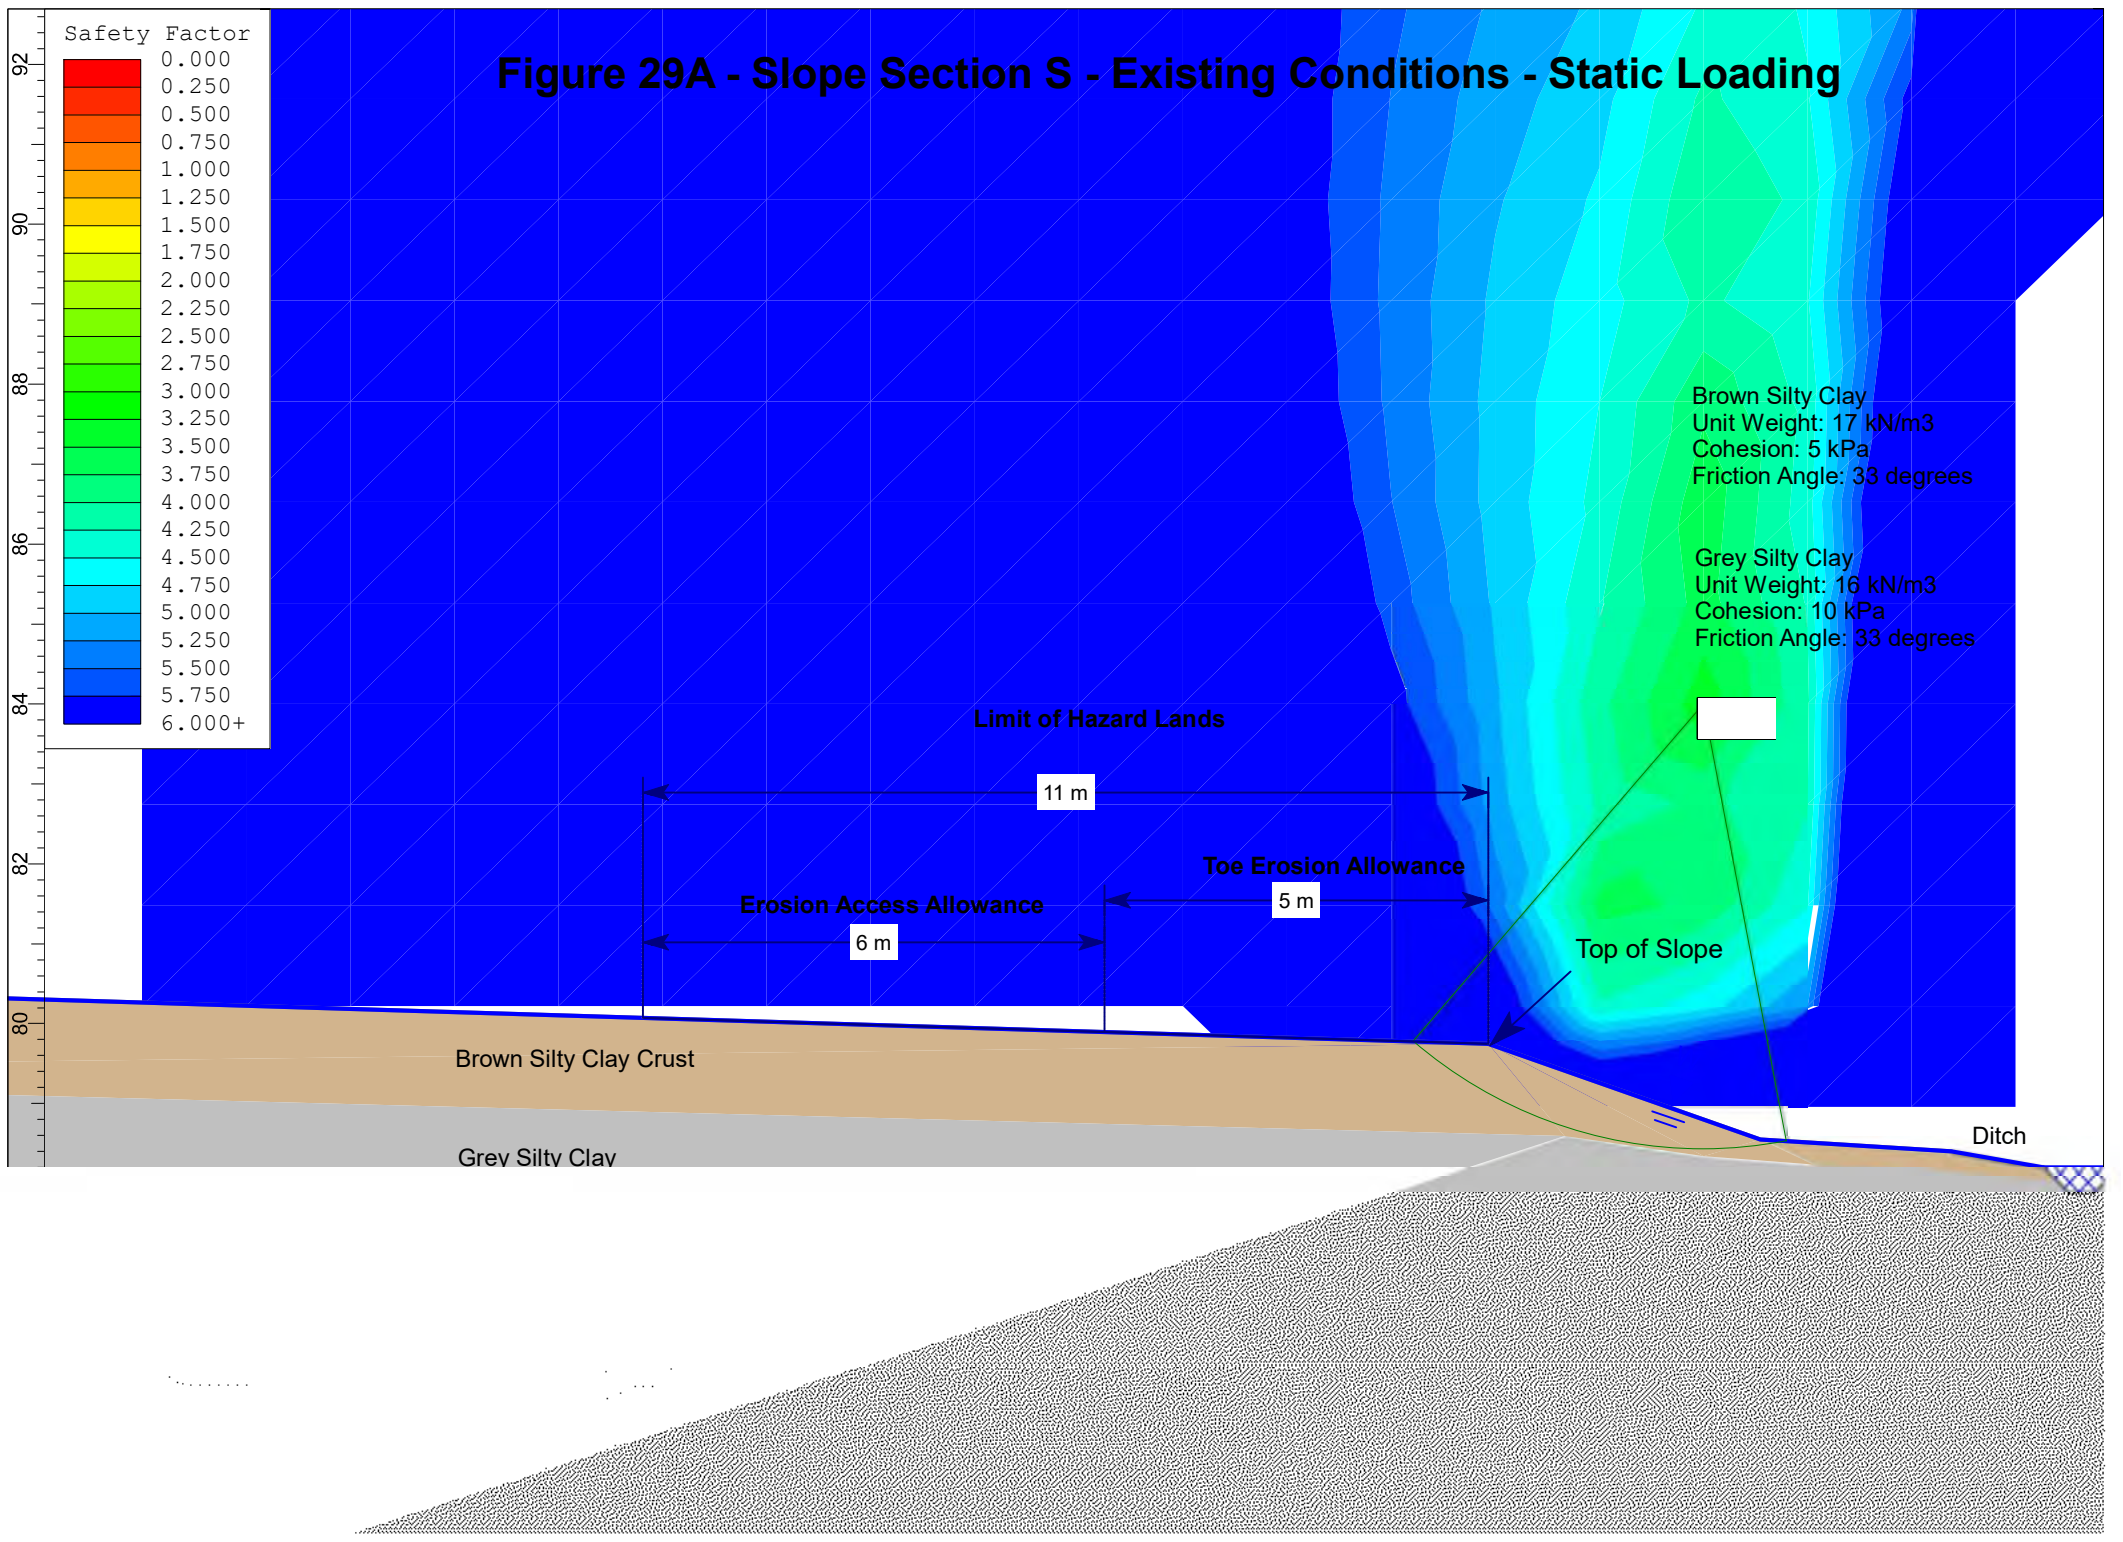 Safety Factor
0.000
0.250
0.500
0.750
1.000
1.250
1.500
1.750
2.000
2.250
2.500
2.750
3.000
3.250
3.500
3.750
4.000
4.250
4.500
4.750
5.000
5.250
5.500
5.750
6.000+
92
90
88
86
84
82
80
Figure 29A - Slope Section S - Existing Conditions - Static Loading
Brown Silty Clay
Unit Weight: 17 kN/m3
Cohesion: 5 kPa
Friction Angle: 33 degrees
Grey Silty Clay
Unit Weight: 16 kN/m3
Cohesion: 10 kPa
Friction Angle: 33 degrees
Limit of Hazard Lands
11 m
Toe Erosion Allowance
5 m
Erosion Access Allowance
6 m
Top of Slope
Brown Silty Clay Crust
Ditch
Grey Silty Clay